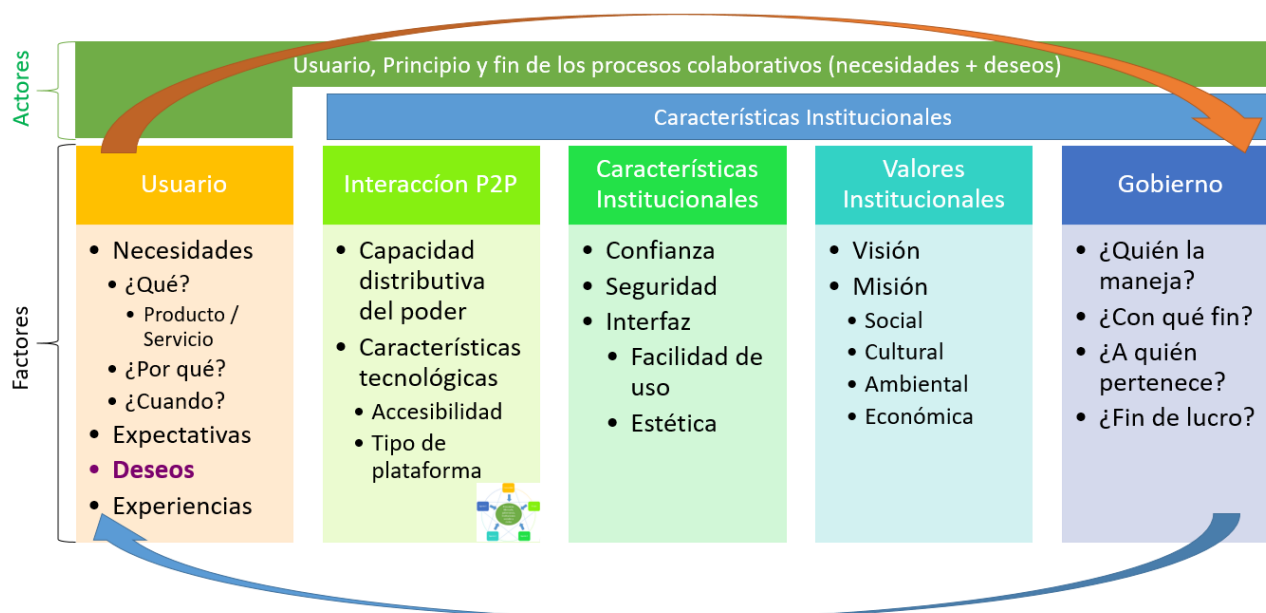 Actores
Usuario, Principio y fin de los procesos colaborativos (necesidades + deseos)
Características Institucionales
Factores
Usuario
• Necesidades
• ¿Qué?
• Producto /
Servicio
• ¿Por qué?
• ¿Cuando?
• Expectativas
• Deseos
• Experiencias
Interaccíon P2P
• Capacidad
distributiva
del poder
• Características
tecnológicas
• Accesibilidad
• Tipo de
plataforma
Características
Institucionales
• Confianza
• Seguridad
• Interfaz
• Facilidad de
uso
• Estética
Valores
Institucionales
• Visión
• Misión
• Social
• Cultural
• Ambiental
• Económica
Gobierno
• ¿Quién la
maneja?
• ¿Con qué fin?
• ¿A quién
pertenece?
• ¿Fin de lucro?